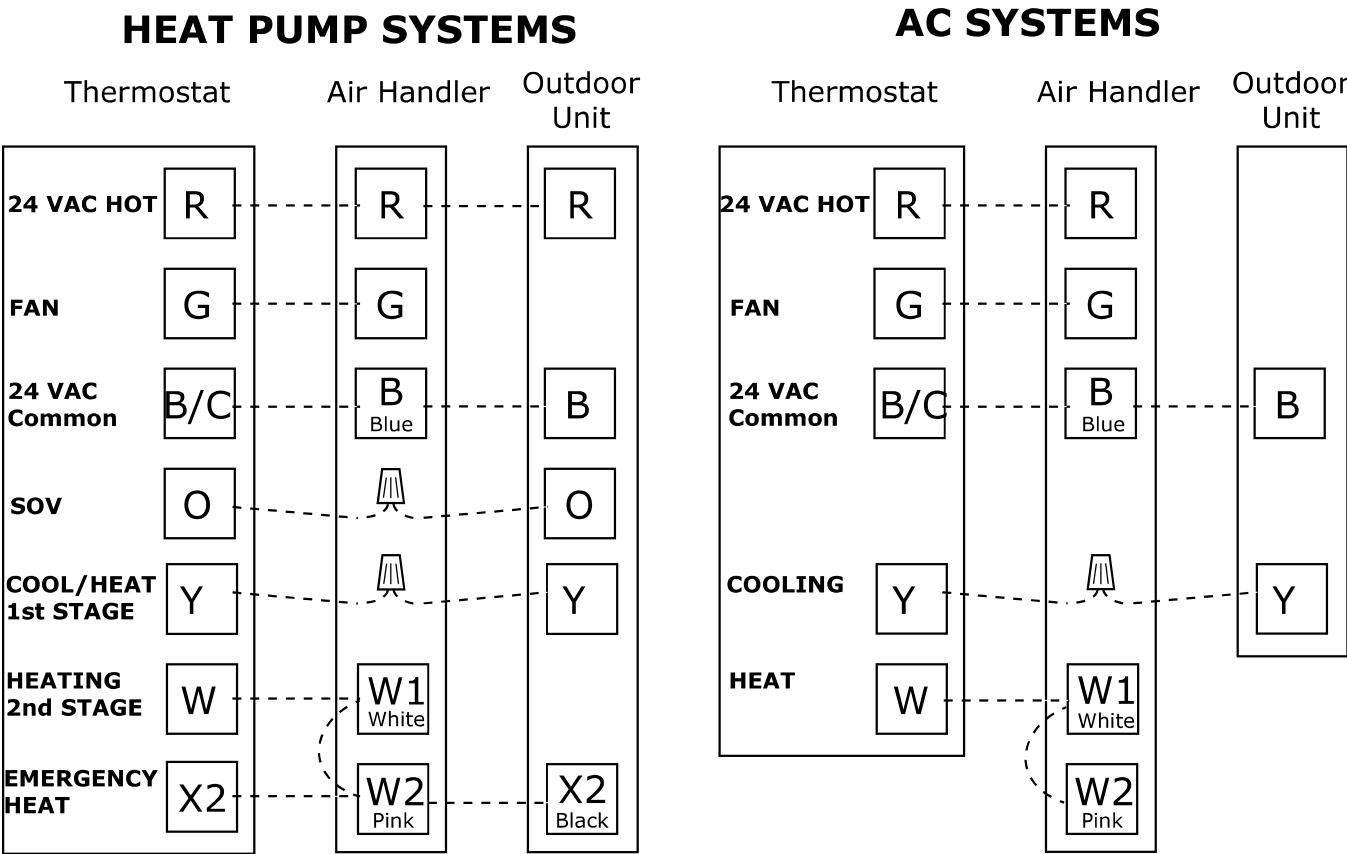 HEAT PUMP SYSTEMS
Thermostat
Air Handler
Outdoor
Unit
24 VAC HOT
R
R
R
FAN
G
G
24 VAC
Common
B/C
B
Blue
B
SOV
O
O
COOL/HEAT
1st STAGE
Y
Y
HEATING
2nd STAGE
W
W1
White
EMERGENCY
HEAT
X2
W2
Pink
X2
Black
AC SYSTEMS
Thermostat
Air Handler
Outdoor
Unit
24 VAC HOT
R
R
FAN
G
G
24 VAC
Common
B/C
B
Blue
B
COOLING
Y
Y
HEAT
W
W1
White
W2
Pink